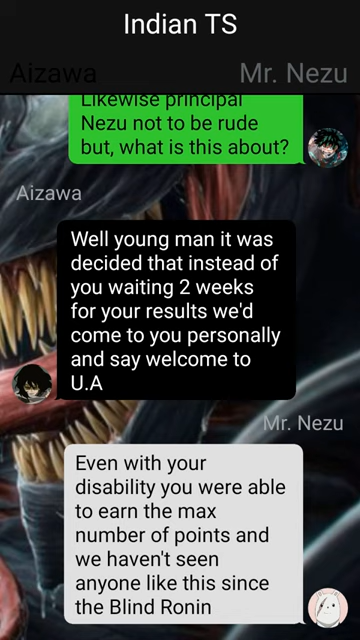 Indian TS
Aizawa
Mr. Nezu
Likewise principal
Nezu not to be rude
but, what is this about?
Aizawa
Well young man it was
decided that instead of
you waiting 2 weeks
for your results we'd
come to you personally
and say welcome to
U.A
Mr. Nezu
Even with your
disability you were able
to earn the max
number of points and
we haven't seen
anyone like this since
the Blind Ronin